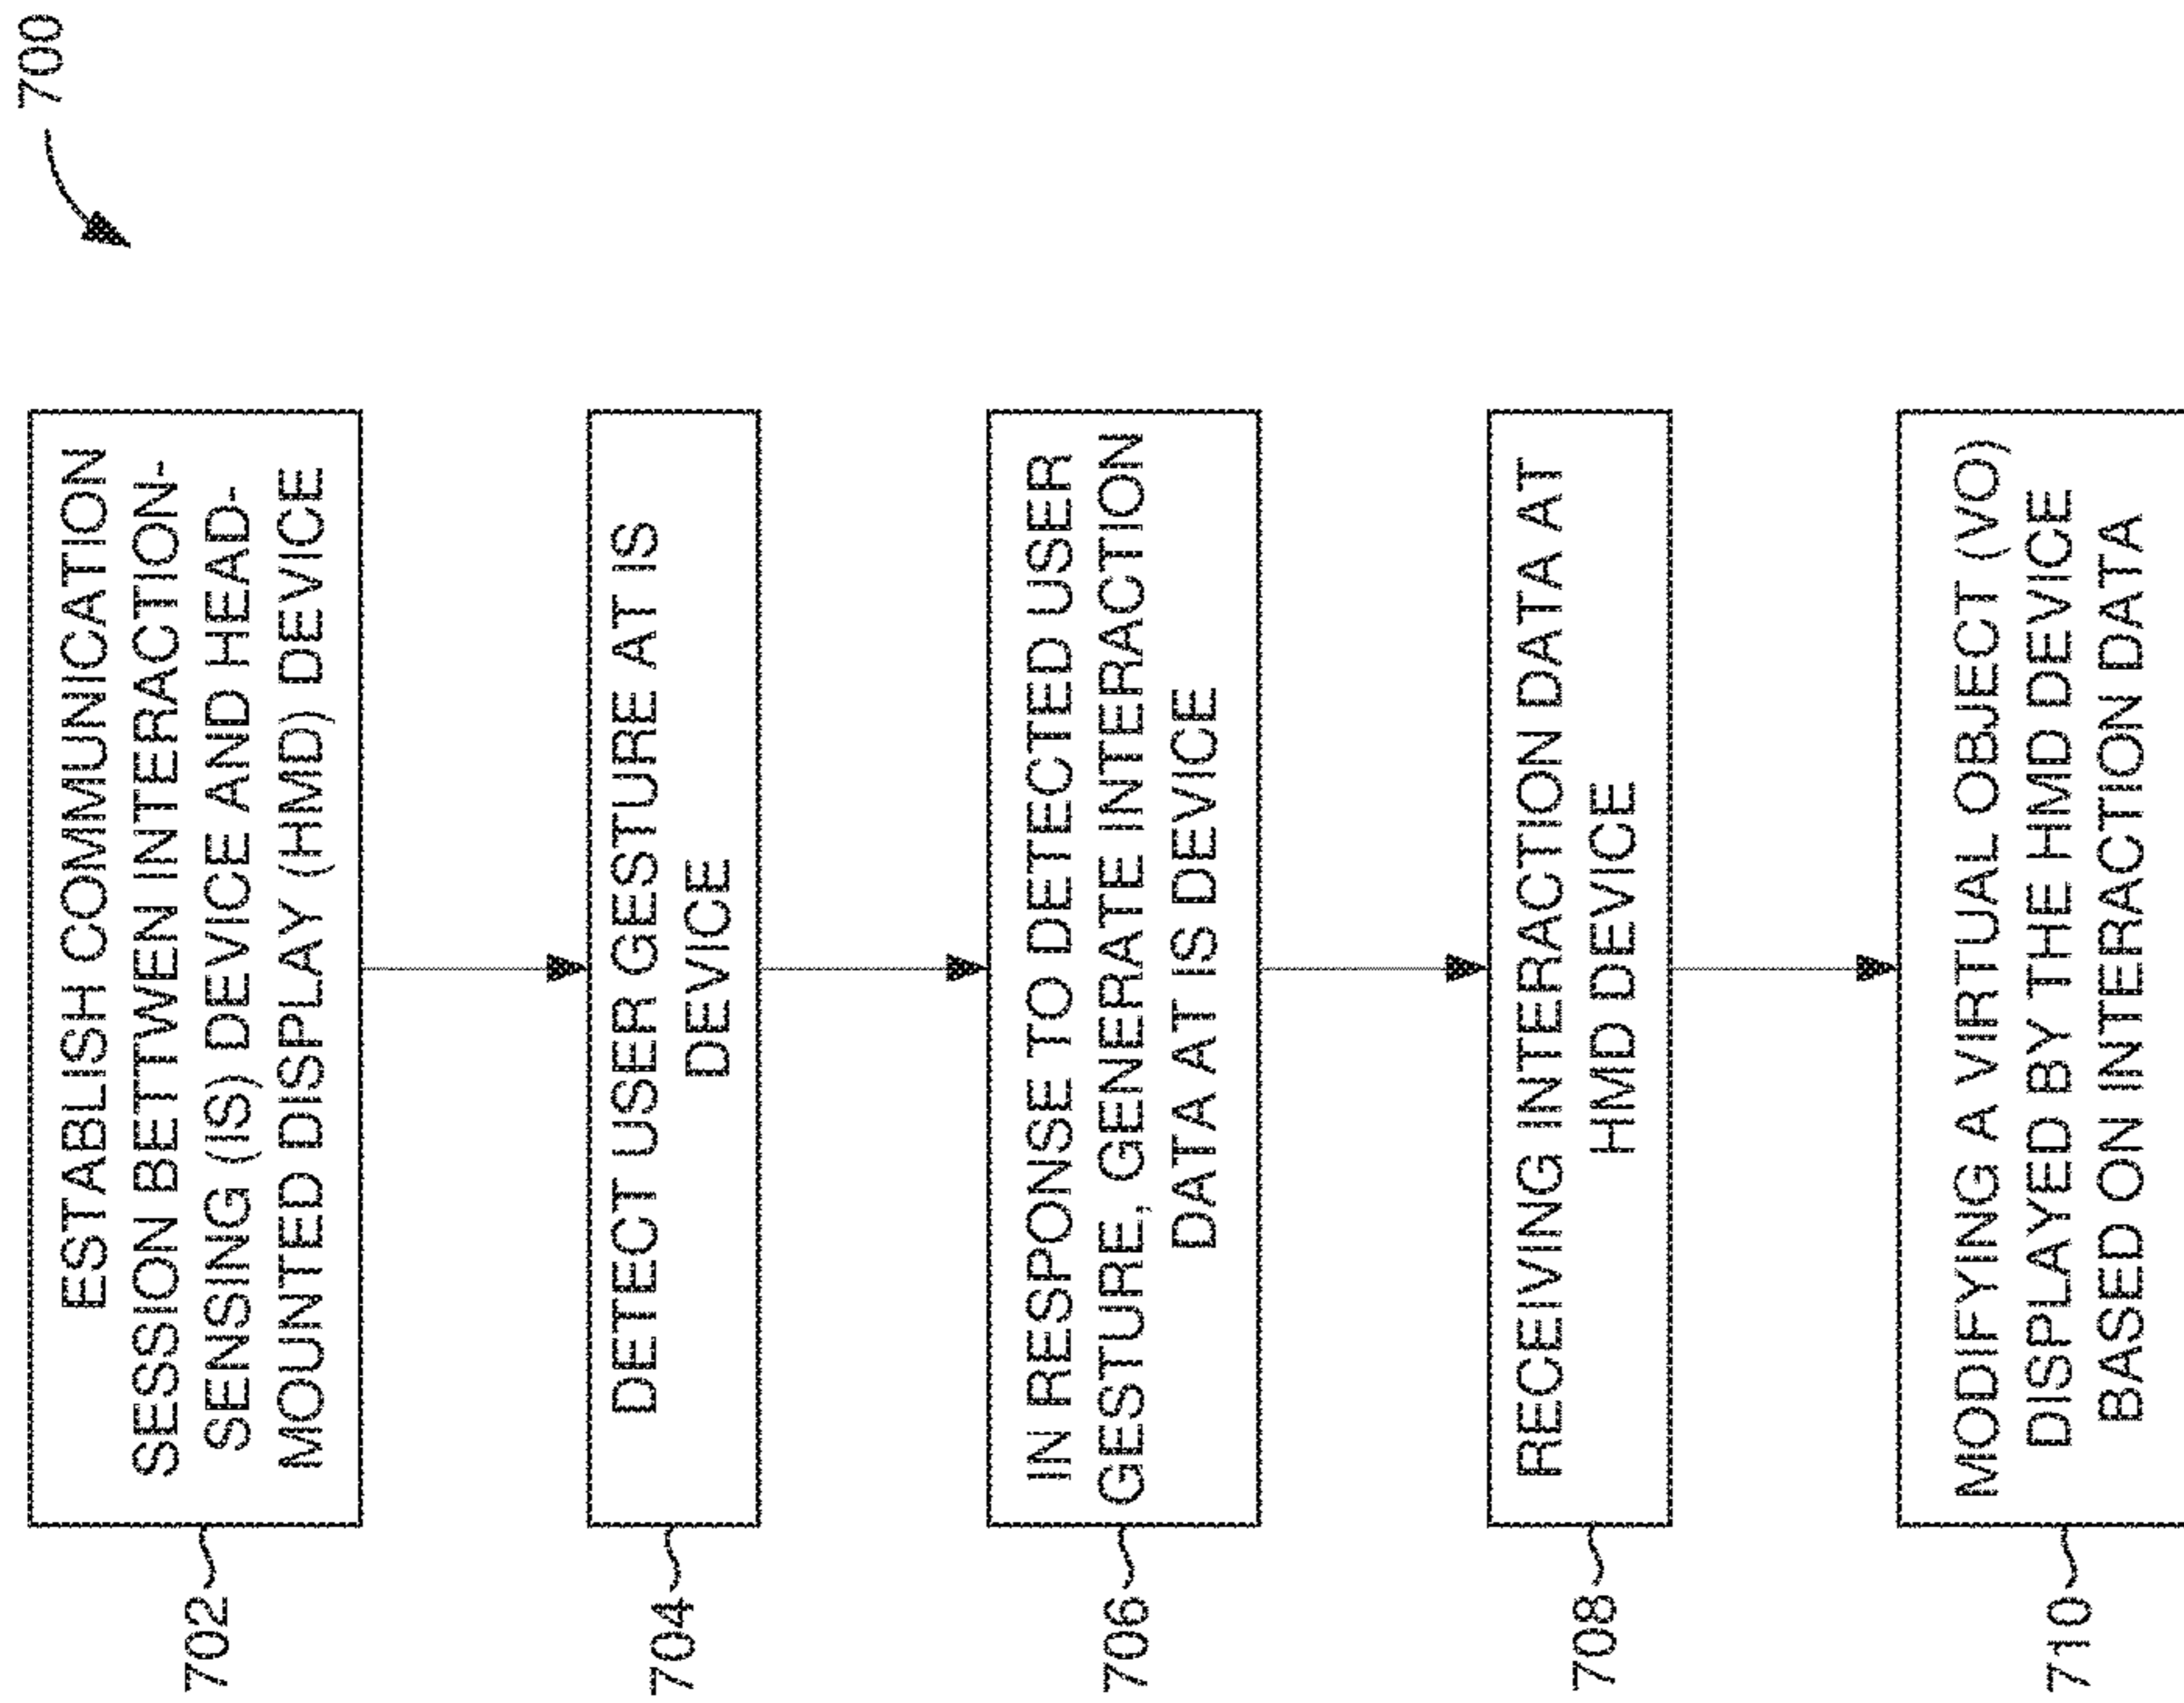 700
702
ESTABLISH COMMUNICATION
SESSION BETTWEN INTERACTION-
SENSING (IS) DEVICE AND HEAD-
MOUNTED DISPLAY (HMD) DEVICE
704
DETECT USER GESTURE AT IS
DEVICE
706
IN RESPONSE TO DETECTED USER
GESTURE, GENERATE INTERACTION
DATA AT IS DEVICE
708
RECEIVING INTERACTION DATA AT
HMD DEVICE
710
MODIFYING A VIRTUAL OBJECT (VO)
DISPLAYED BY THE HMD DEVICE
BASED ON INTERACTION DATA